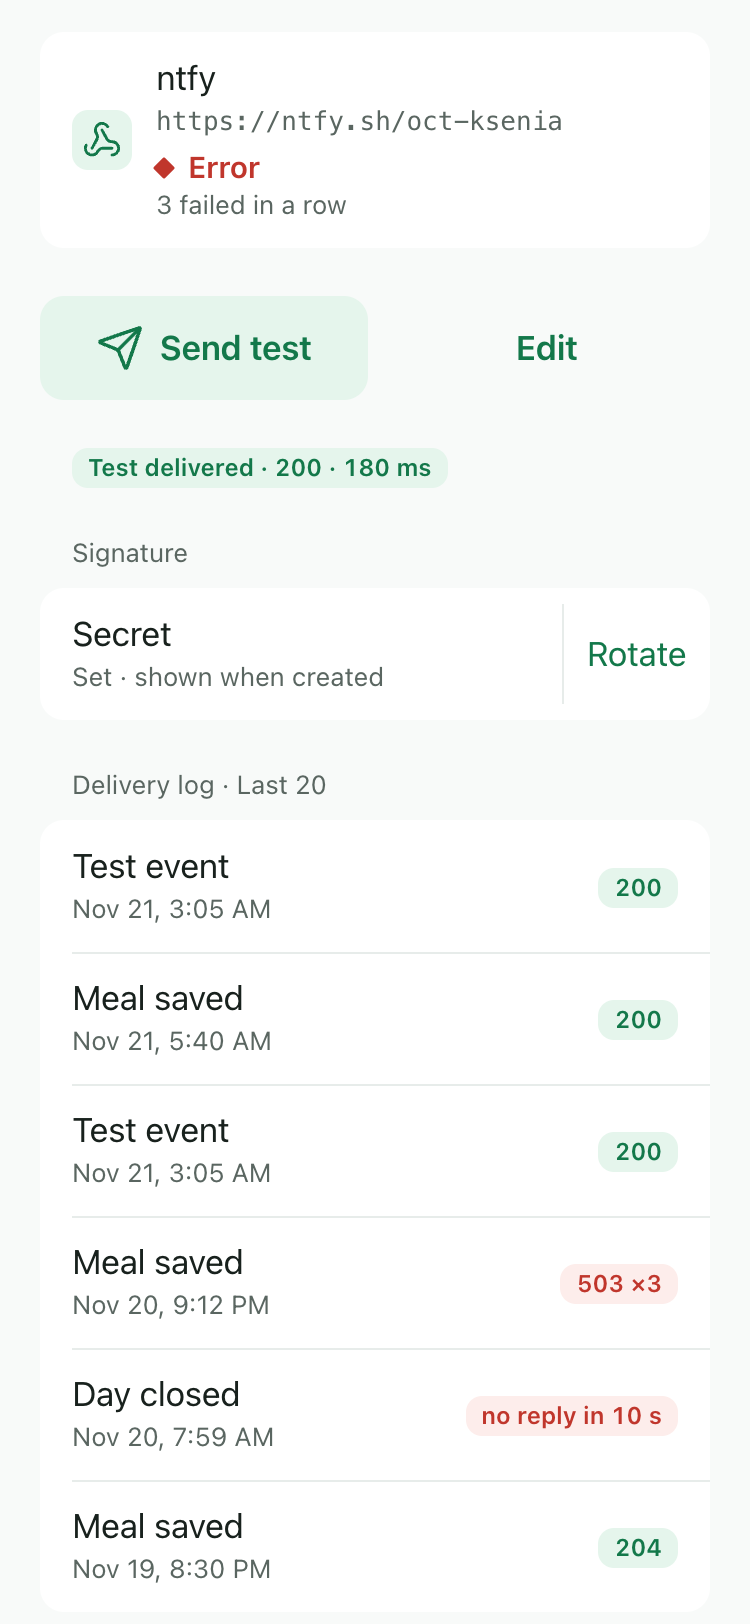 ntfy
https://ntfy.sh/oct-ksenia
Error
3 failed in a row
Send test
Edit
Test delivered · 200 · 180 ms
Signature
Secret
Set · shown when created
Rotate
Delivery log · Last 20
Test event
200
Nov 21, 3:05 AM
Meal saved
200
Nov 21, 5:40 AM
Test event
200
Nov 21, 3:05 AM
Meal saved
503 ×3
Nov 20, 9:12 PM
Day closed
no reply in 10 s
Nov 20, 7:59 AM
Meal saved
204
Nov 19, 8:30 PM